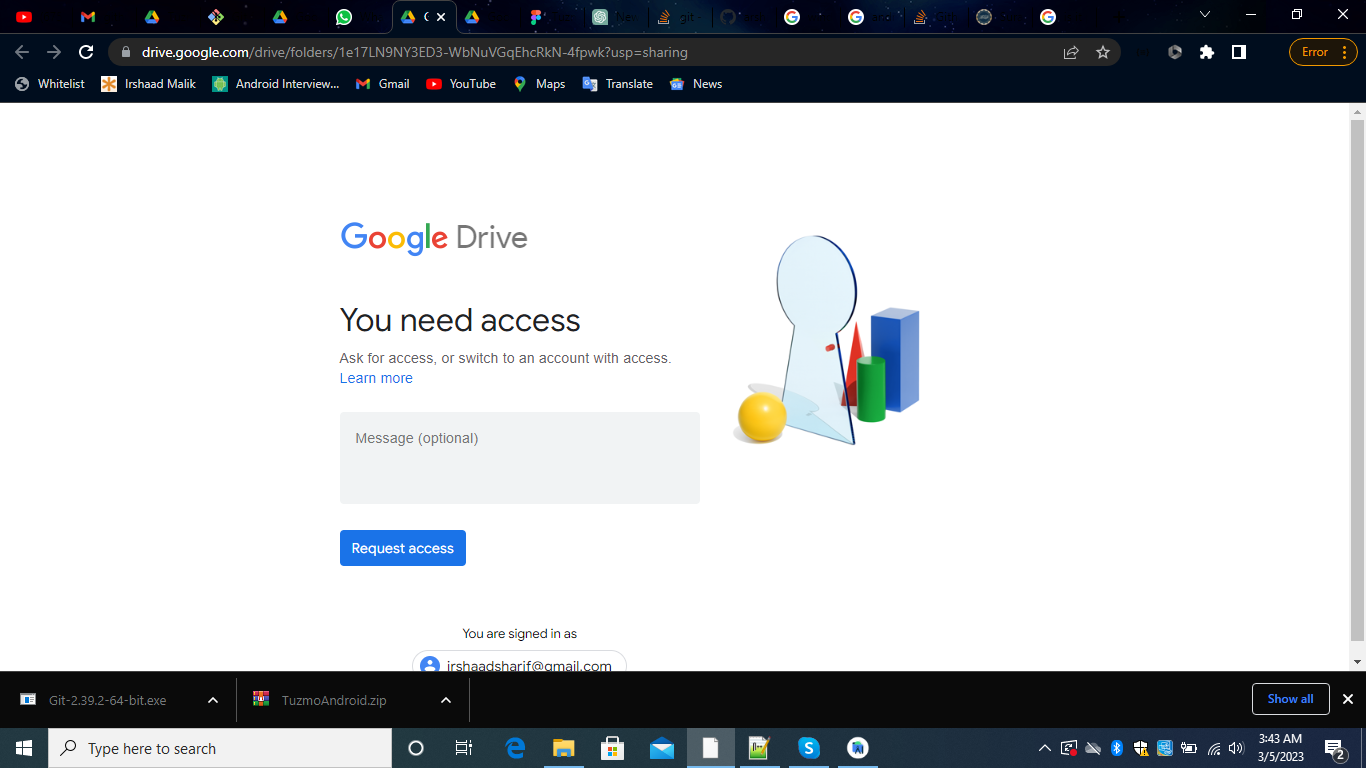 G
Nex
git -
G
drive.google.com/drive/folders/1e17LN9NY3ED3-WbNuVGqEhcRkN-4fpwk?usp=sharing
Error
Whitelist
Irshaad Malik
Android Interview...
Gmail
YouTube
Maps
Translate
News
Google Drive
You need access
Ask for access, or switch to an account with access.
Learn more
Message (optional)
Request access
You are signed in as
irshaadsharif@gmail.com
Git-2.39.2-64-bit.exe
TuzmoAndroid.zip
Show all
Type here to search
3:43 AM
3/5/2023
2